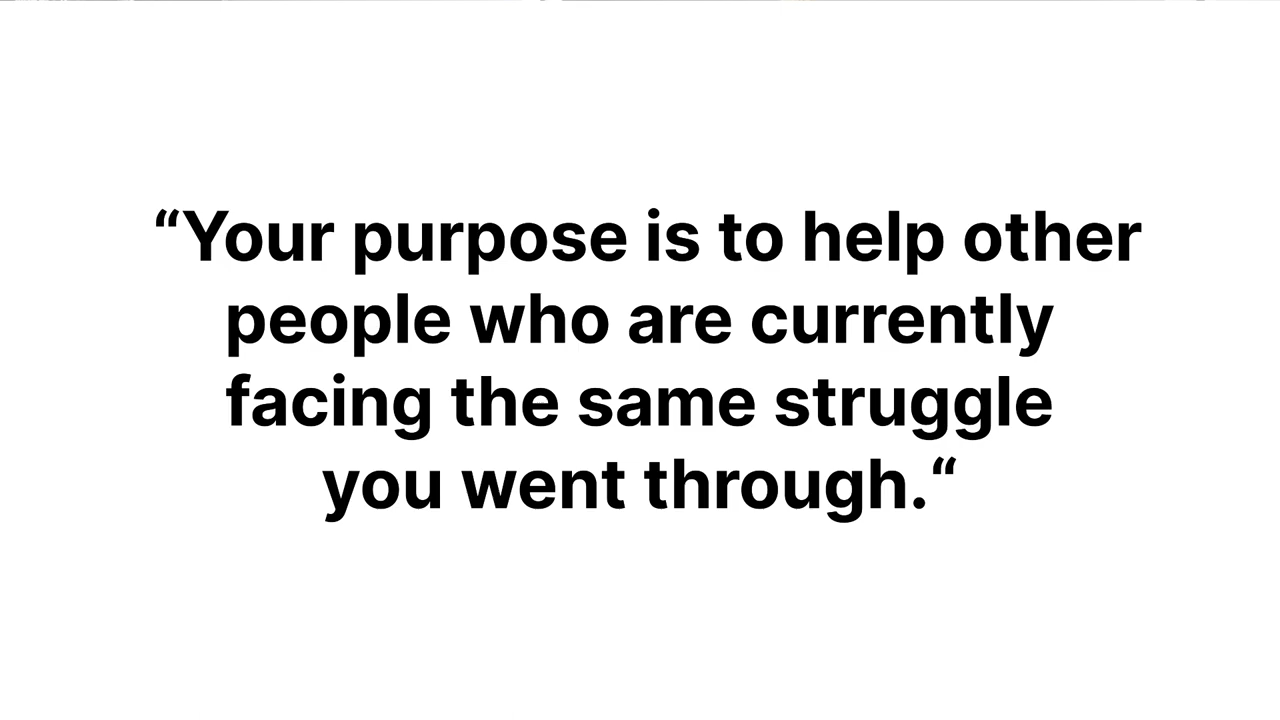 “Your purpose is to help other
people who are currently
facing the same struggle
you went through.“